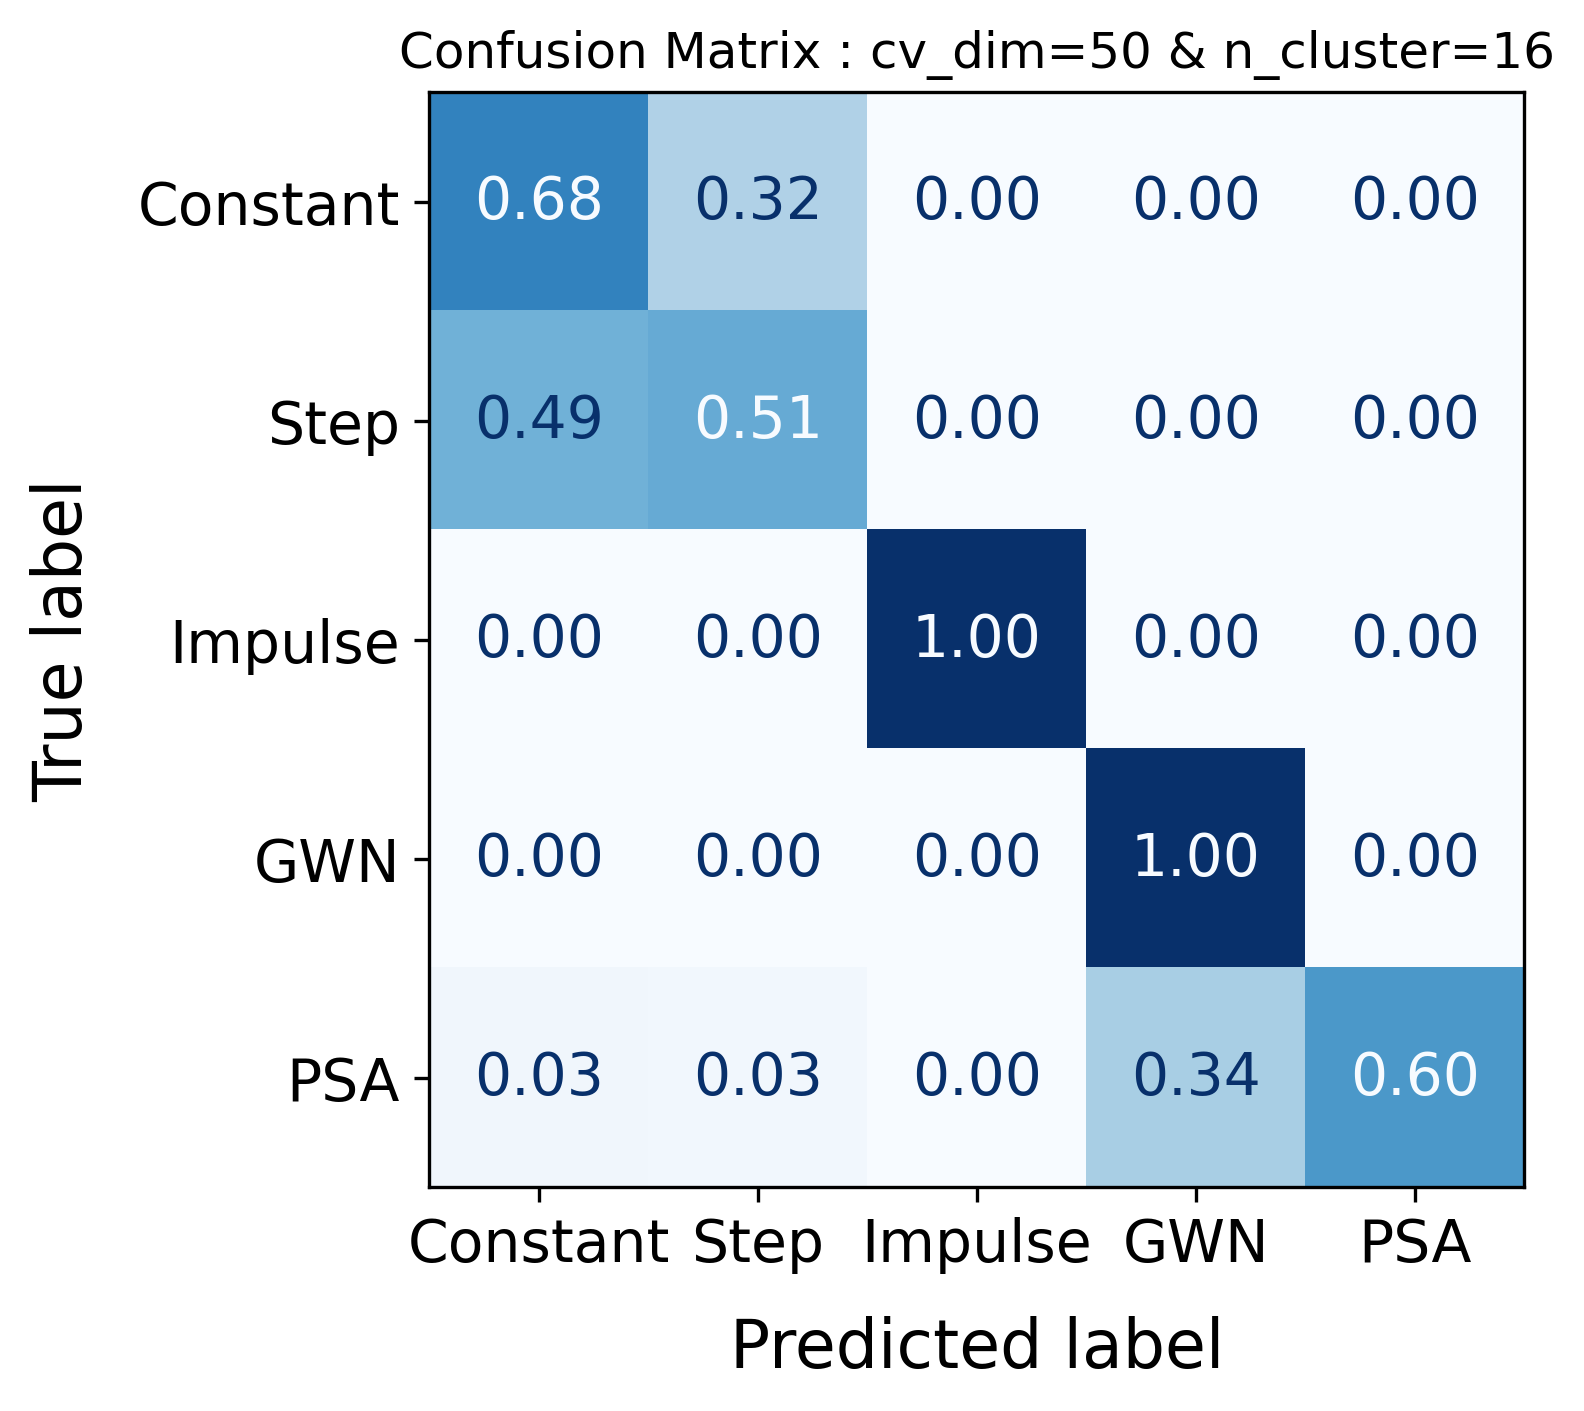 Confusion Matrix : cv_dim=50 & n_cluster=16
True label
Constant 0.68 0.32 0.00 0.00 0.00
Step 0.49 0.51 0.00 0.00 0.00
Impulse 0.00 0.00 1.00 0.00 0.00
GWN 0.00 0.00 0.00 1.00 0.00
PSA 0.03 0.03 0.00 0.34 0.60
Constant Step Impulse GWN PSA
Predicted label